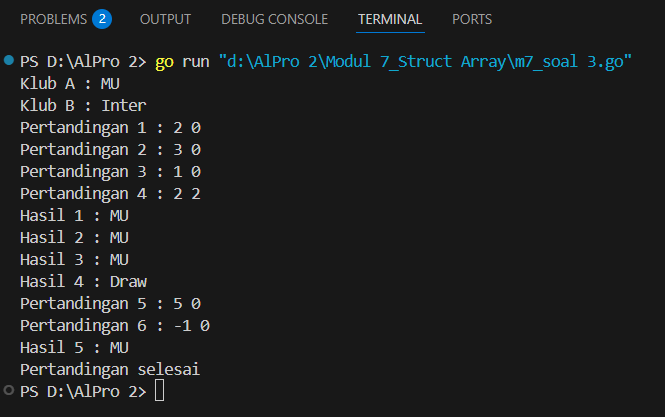 PROBLEMS 2 OUTPUT DEBUG CONSOLE TERMINAL PORTS
PS D:\AlPro 2> go run "d:\AlPro 2\Modul 7_Struct Array\m7_soal 3.go"
Klub A : MU
Klub B : Inter
Pertandingan 1 : 2 0
Pertandingan 2 : 3 0
Pertandingan 3 : 1 0
Pertandingan 4 : 2 2
Hasil 1 : MU
Hasil 2 : MU
Hasil 3 : MU
Hasil 4 : Draw
Pertandingan 5 : 5 0
Pertandingan 6 : -1 0
Hasil 5 : MU
Pertandingan selesai
PS D:\AlPro 2>